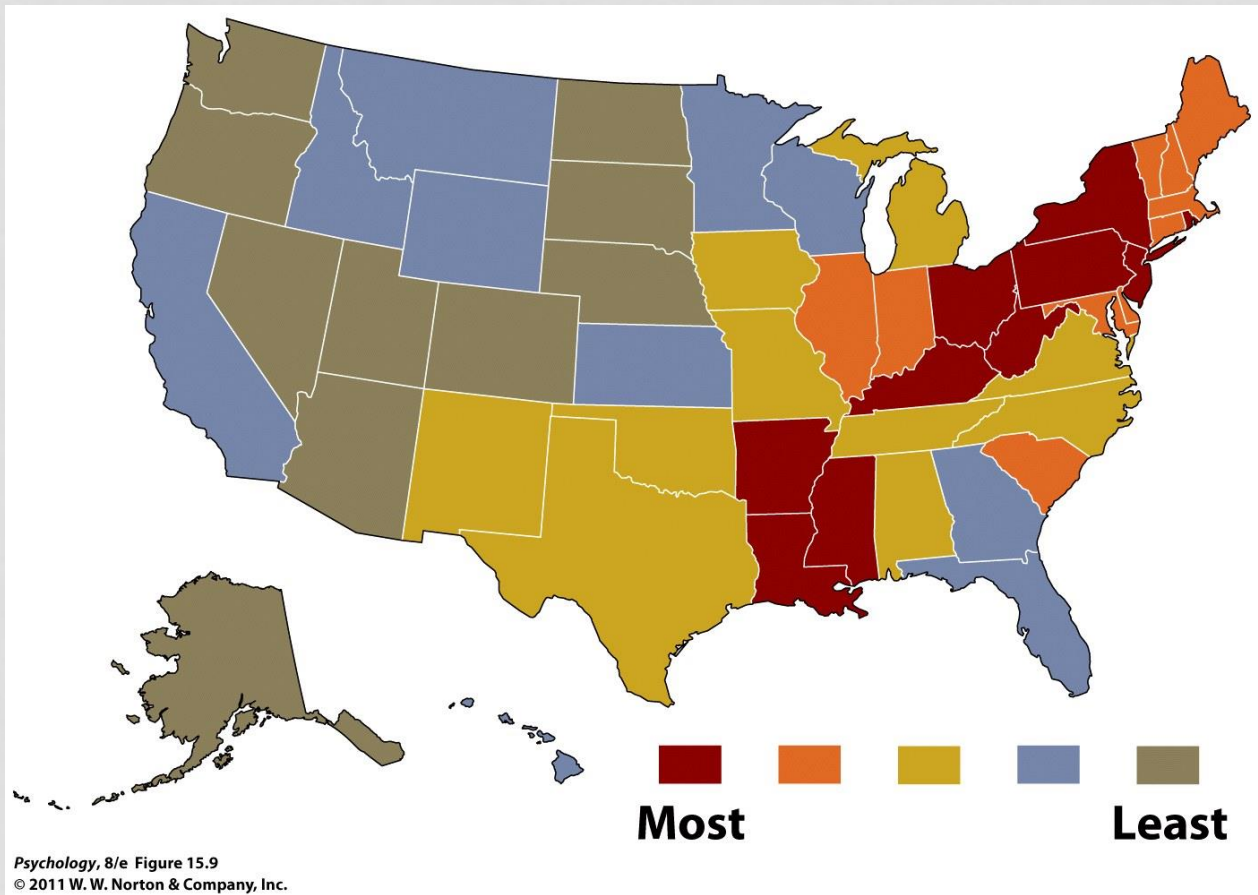 Most
Least
Psychology, 8/e Figure 15.9
© 2011 W. W. Norton & Company, Inc.